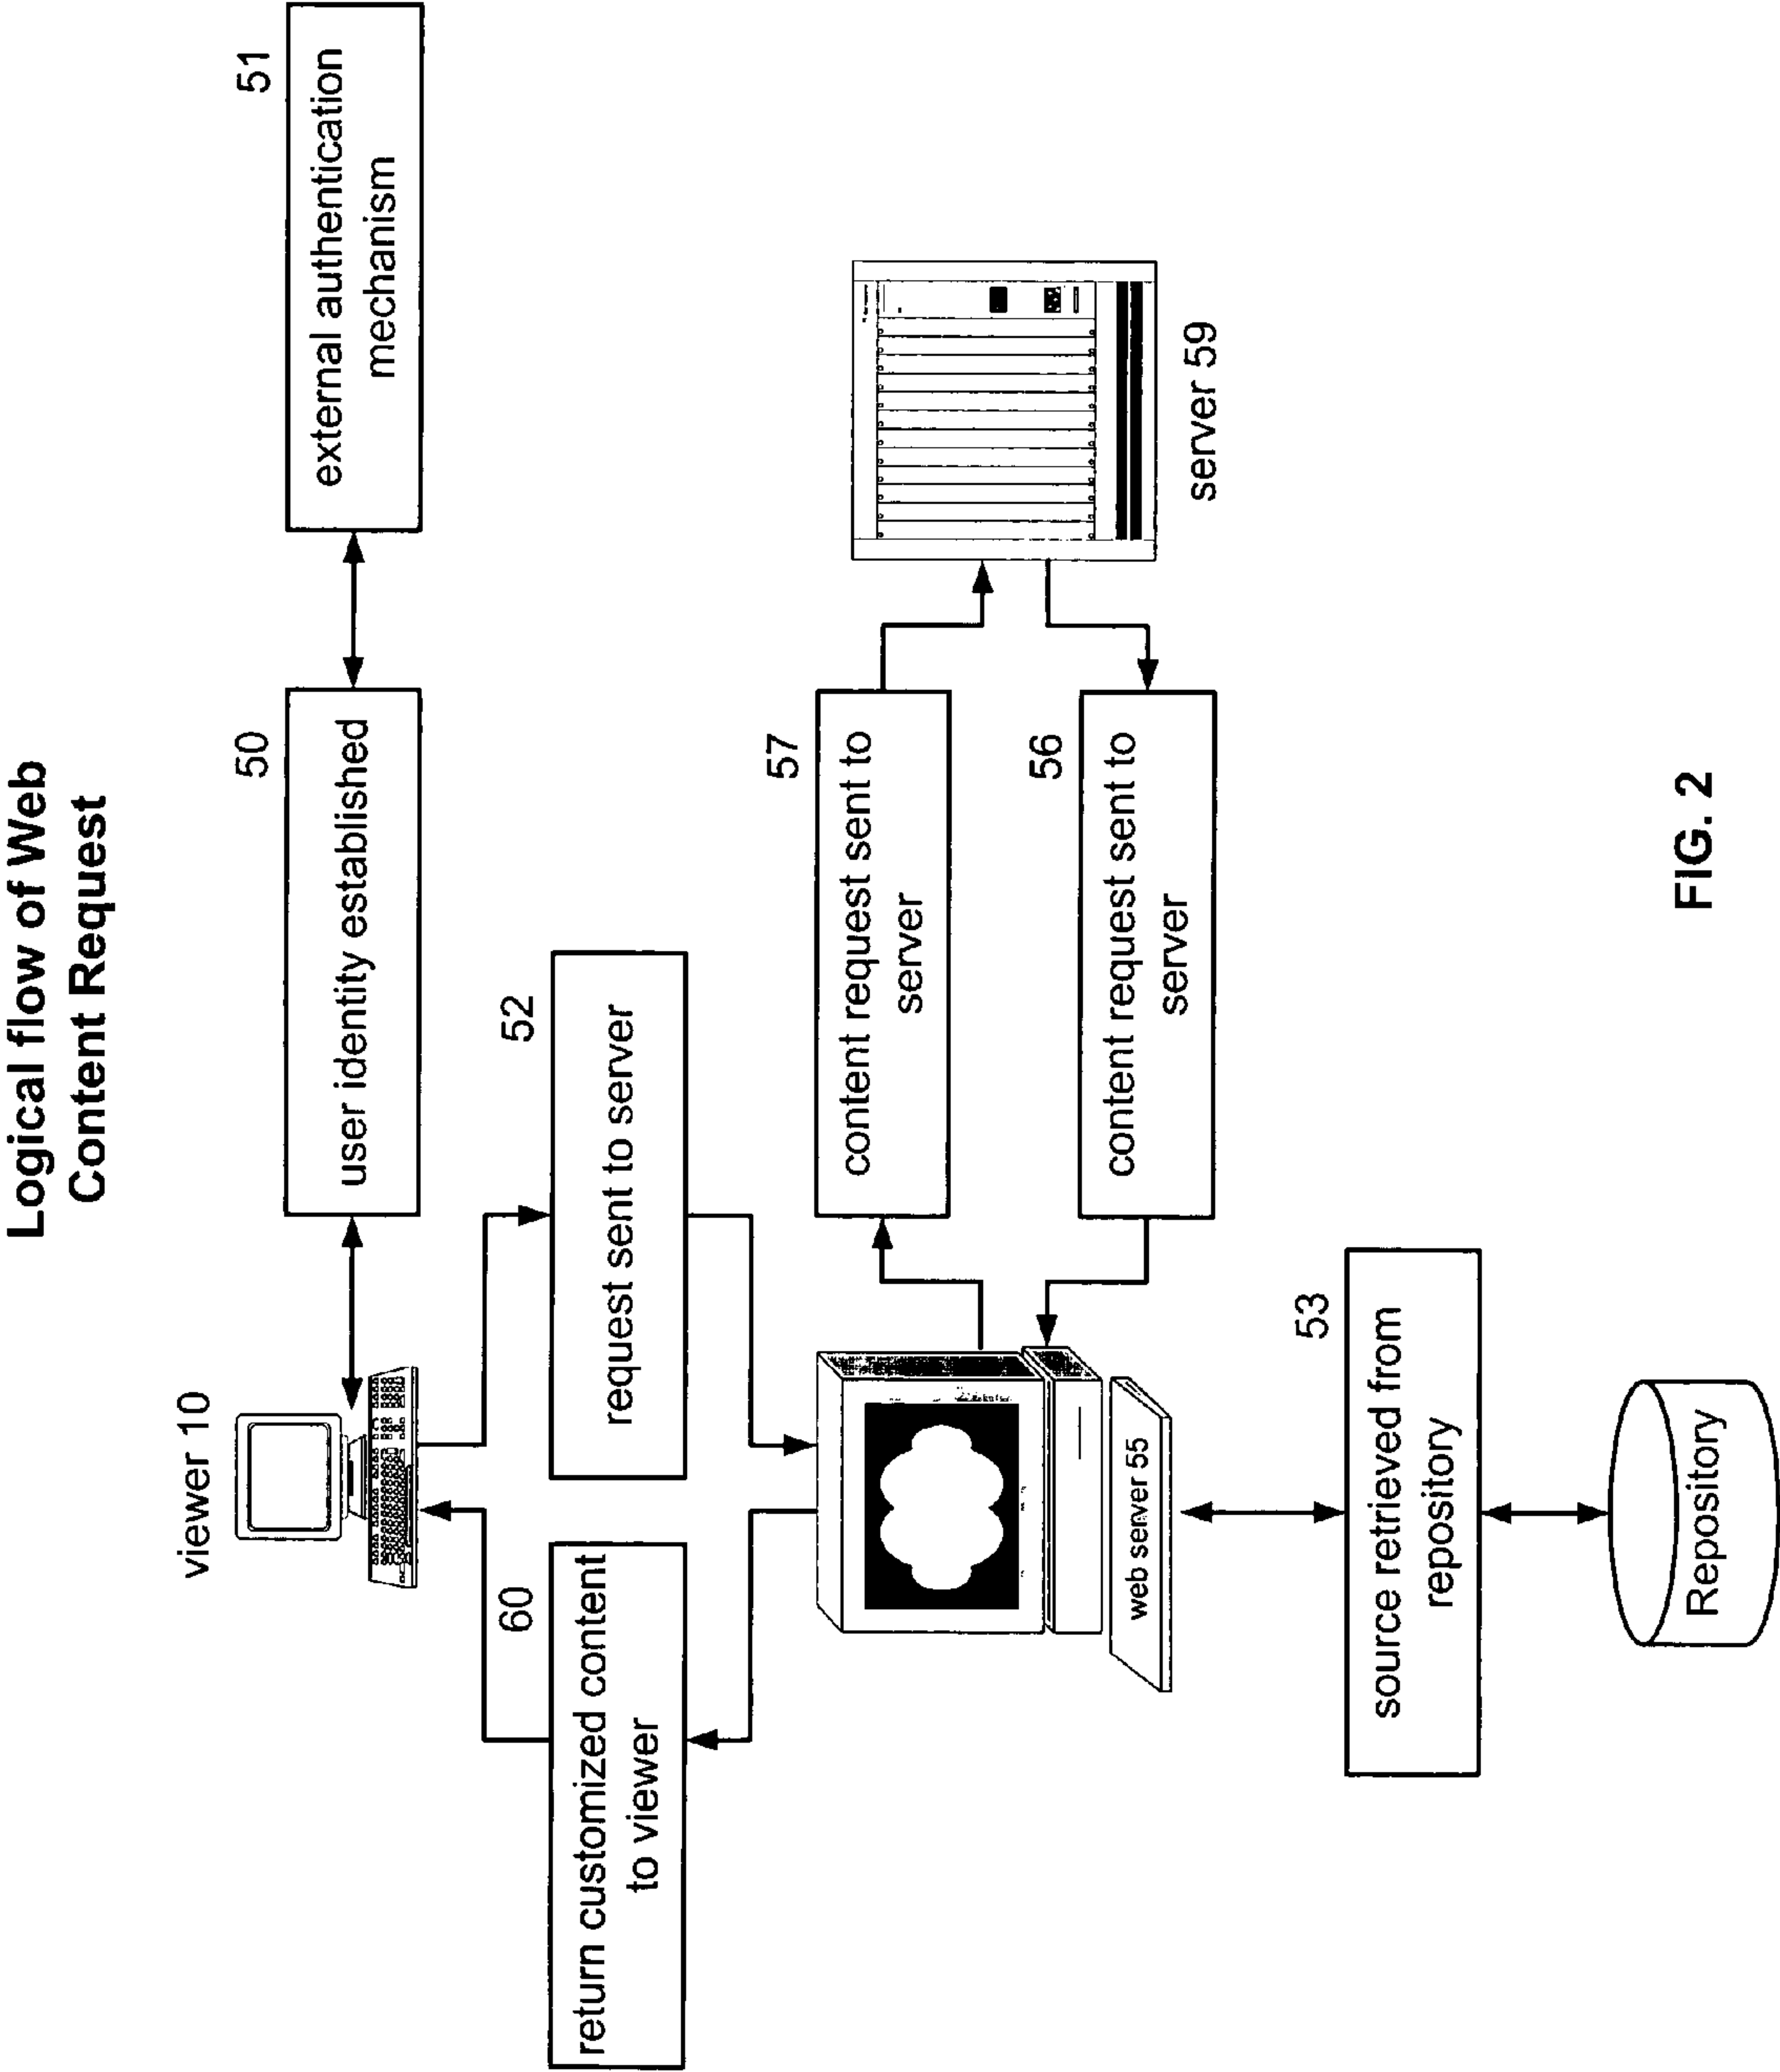 Logical flow of Web
Content Request
viewer 10
50
user identity established
51
external authentication
mechanism
60
return customized content
to viewer
52
request sent to server
web server 55
57
content request sent to
server
56
content request sent to
server
server 59
53
source retrieved from
repository
Repository
FIG. 2